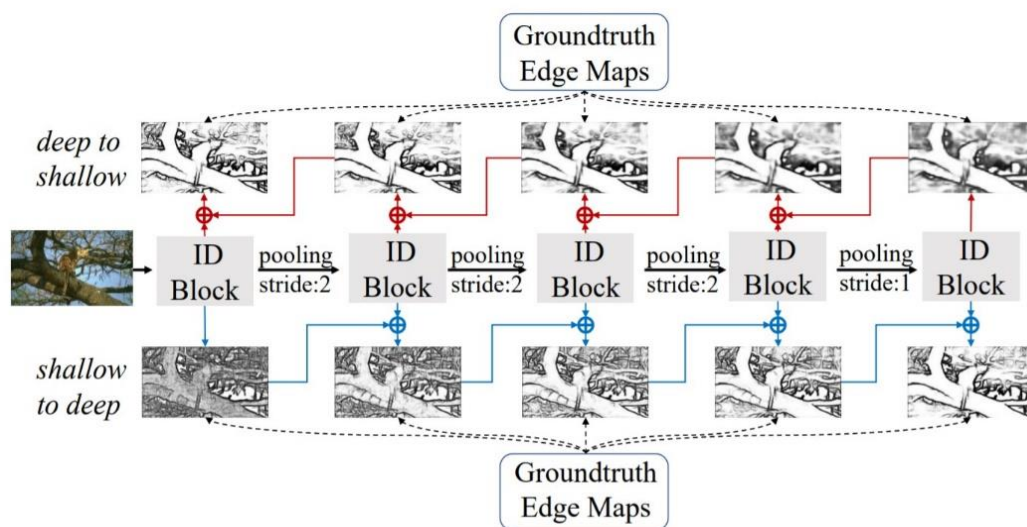 Groundtruth
Edge Maps
deep to
shallow
ID
Block
pooling
stride:2
ID
Block
pooling
stride:2
ID
Block
pooling
stride:2
ID
Block
pooling
stride:1
ID
Block
shallow
to deep
Groundtruth
Edge Maps